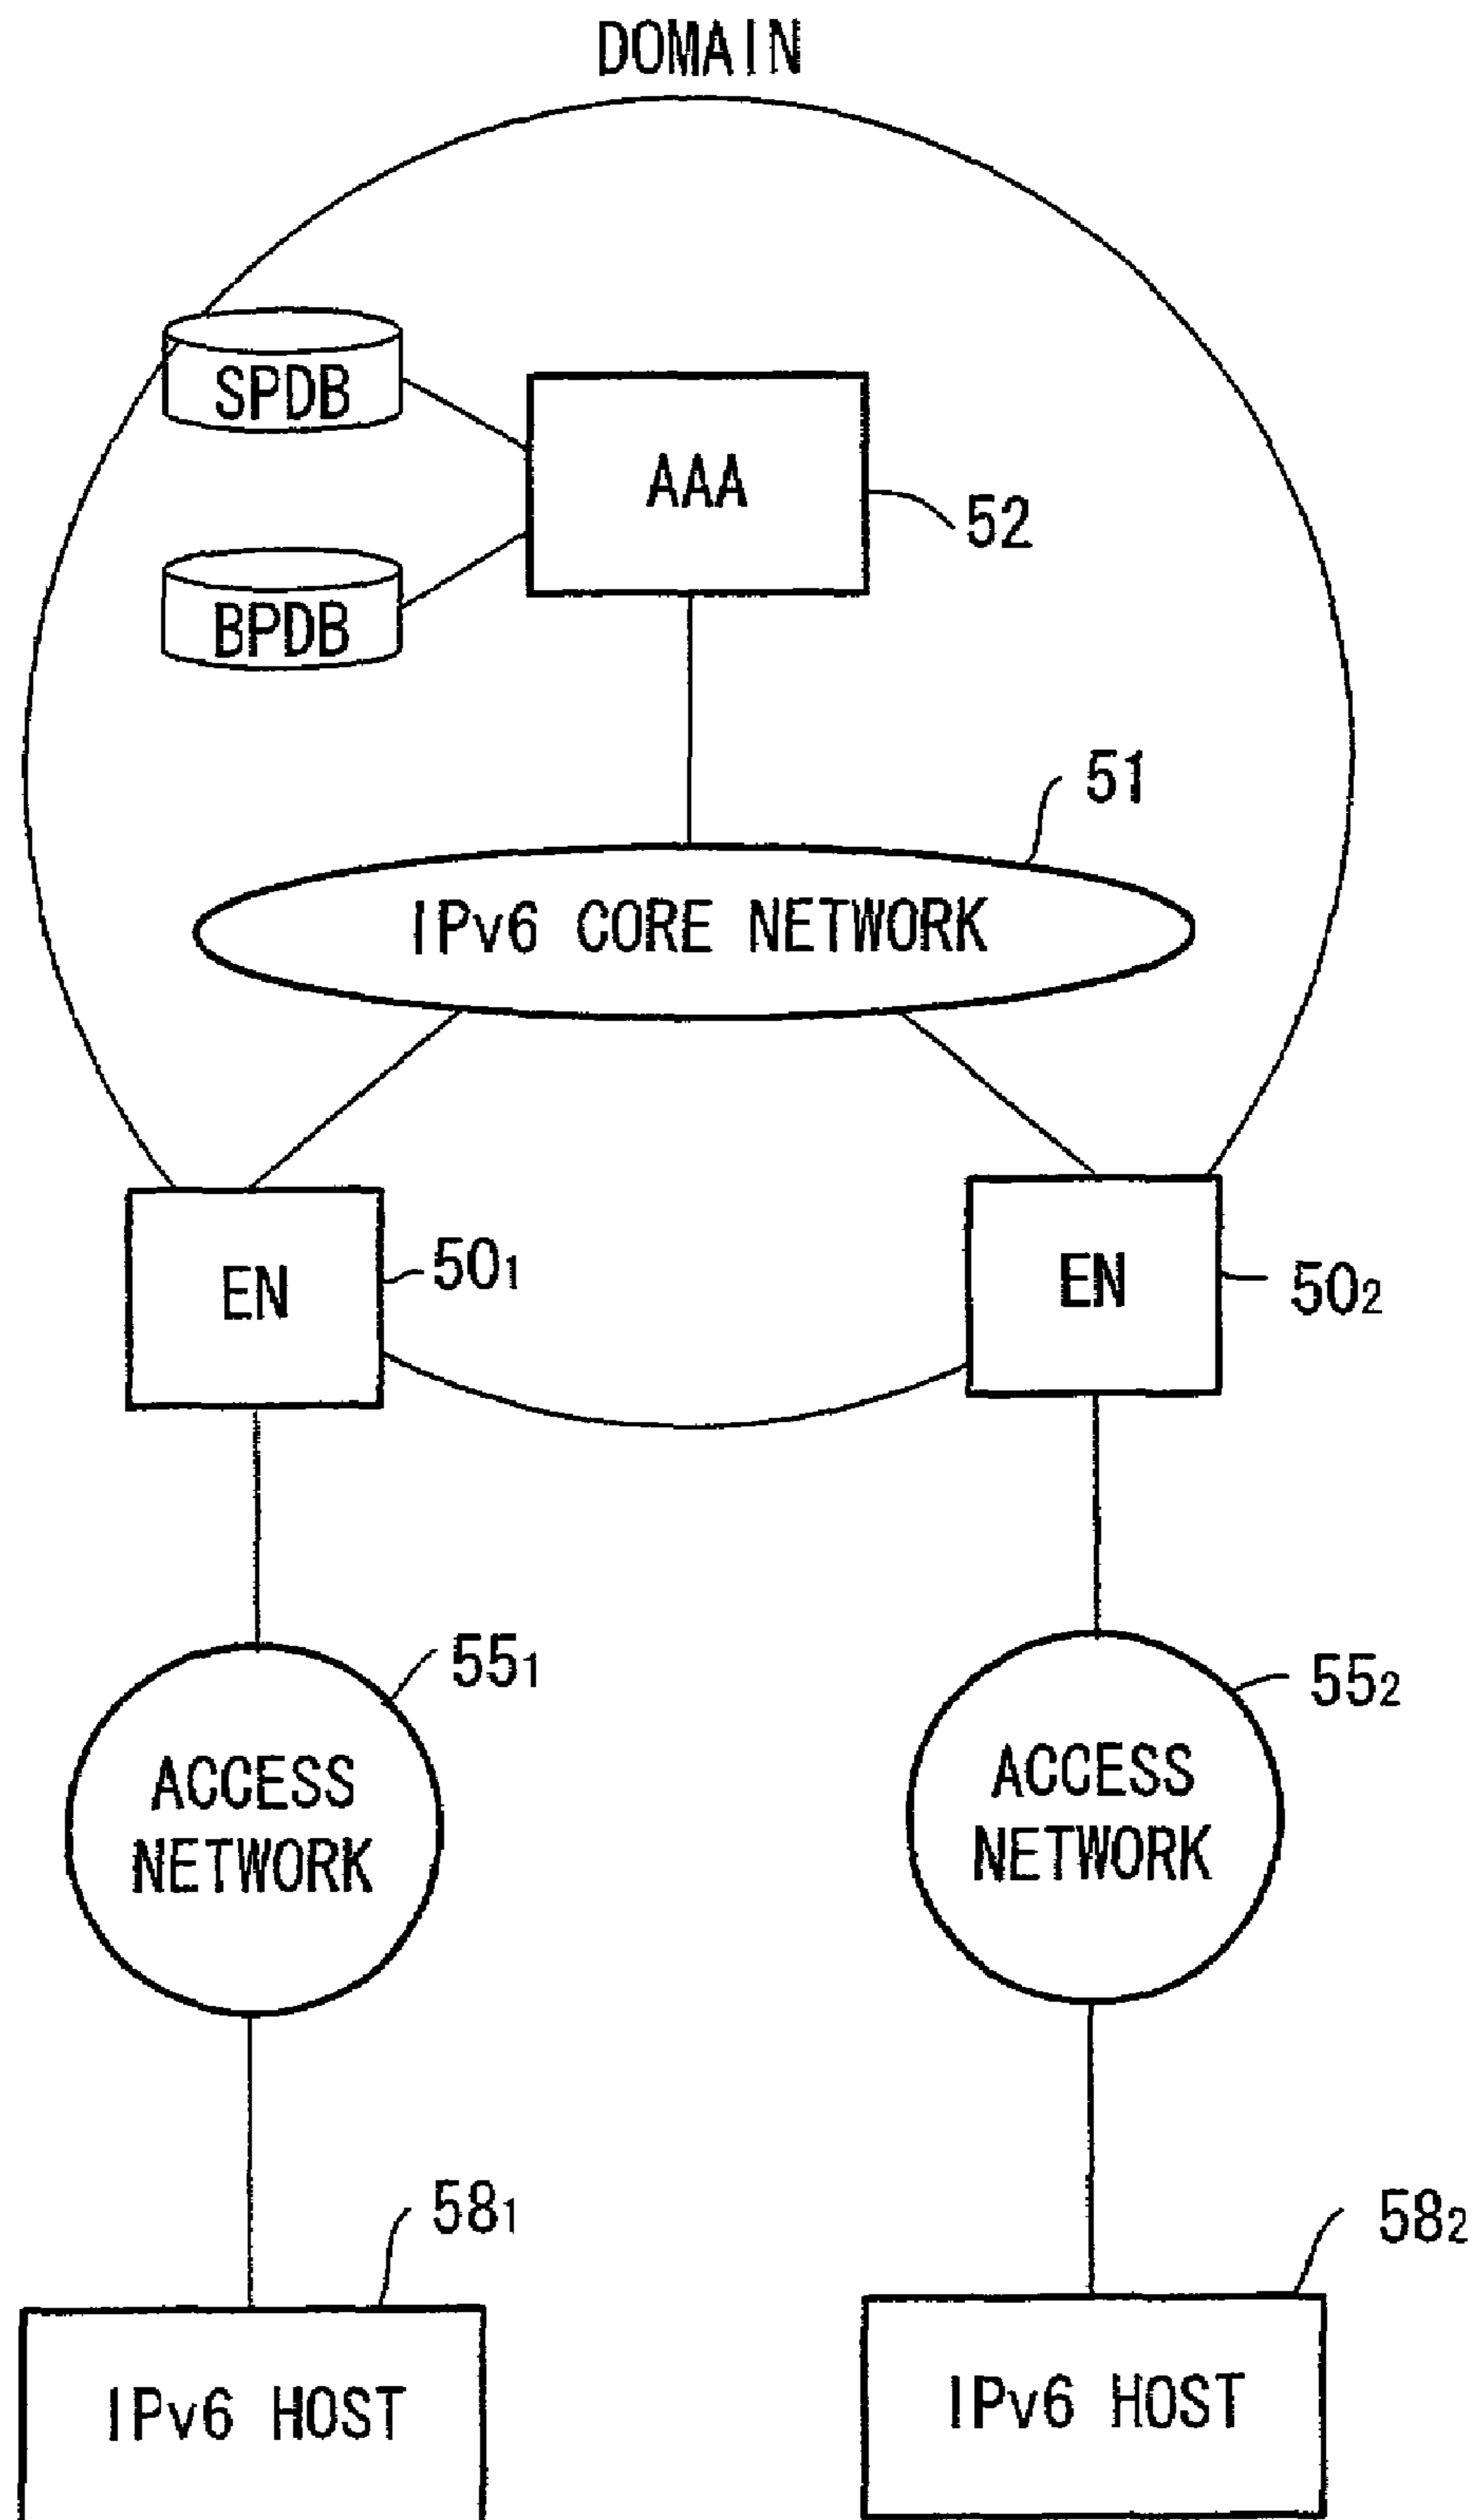 DOMAIN
SPDB
AAA
52
BPDB
51
IPv6 CORE NETWORK
EN
50₁
EN
50₂
55₁
55₂
ACCESS
NETWORK
ACCESS
NETWORK
58₁
58₂
IPv6 HOST
IPv6 HOST